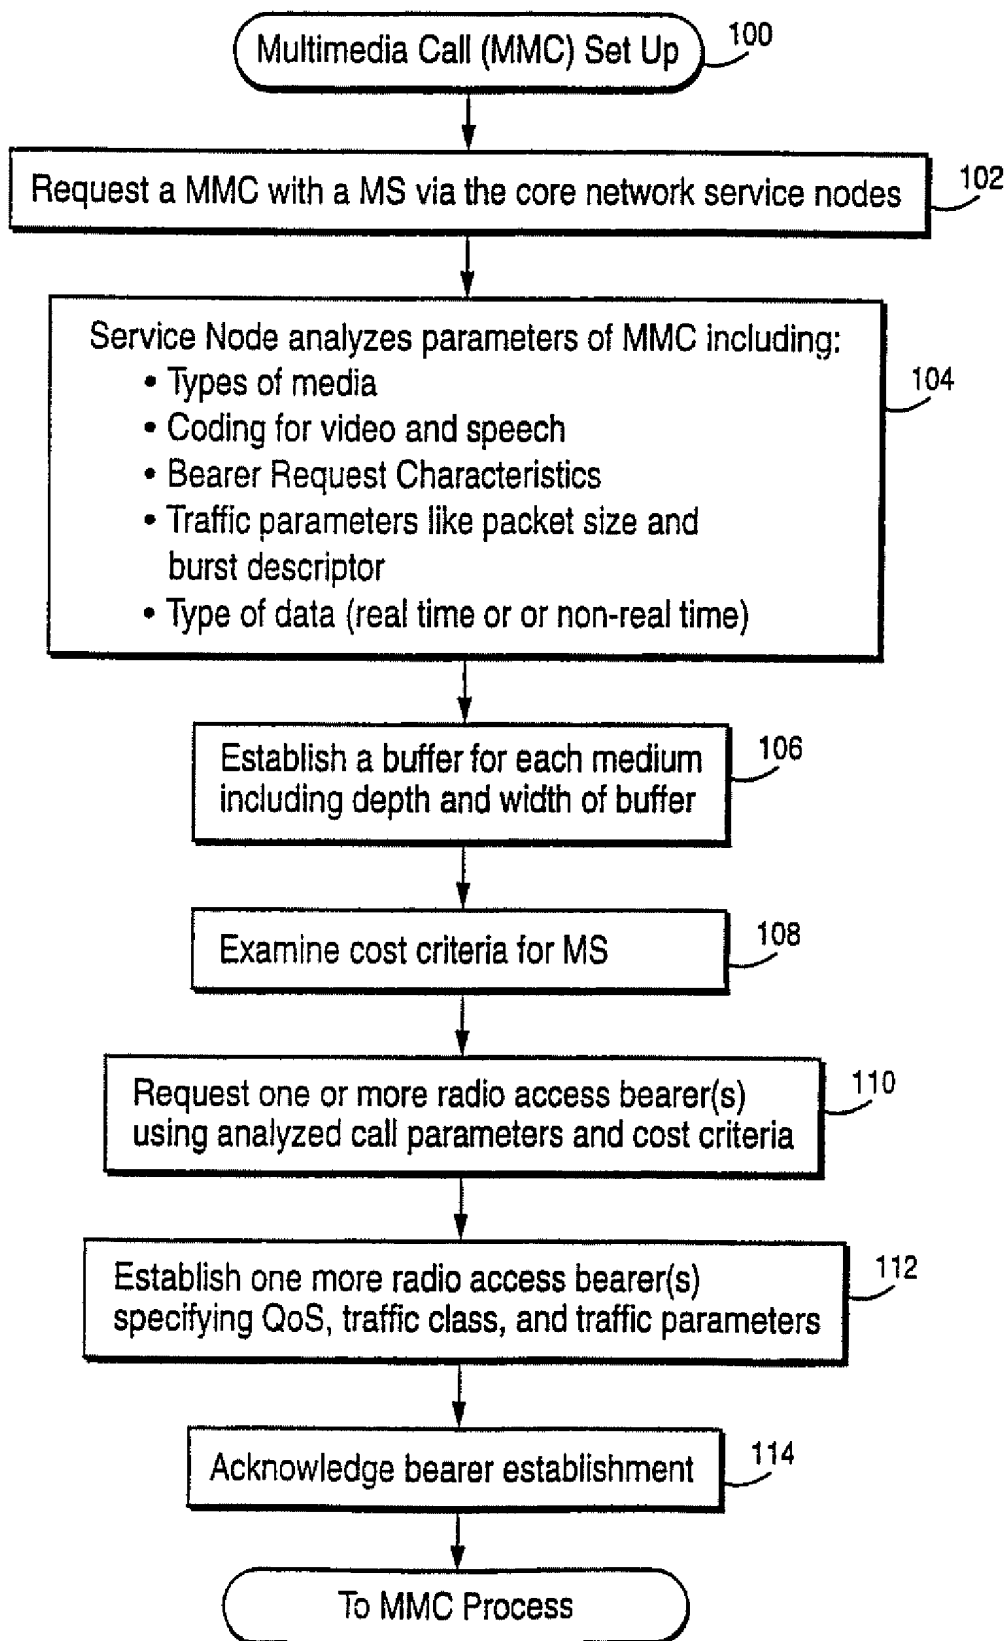 Multimedia Call (MMC) Set Up
100
Request a MMC with a MS via the core network service nodes
102
Service Node analyzes parameters of MMC including:
• Types of media
• Coding for video and speech
• Bearer Request Characteristics
• Traffic parameters like packet size and
burst descriptor
• Type of data (real time or or non-real time)
104
Establish a buffer for each medium
including depth and width of buffer
106
Examine cost criteria for MS
108
Request one or more radio access bearer(s)
using analyzed call parameters and cost criteria
110
Establish one more radio access bearer(s)
specifying QoS, traffic class, and traffic parameters
112
Acknowledge bearer establishment
114
To MMC Process